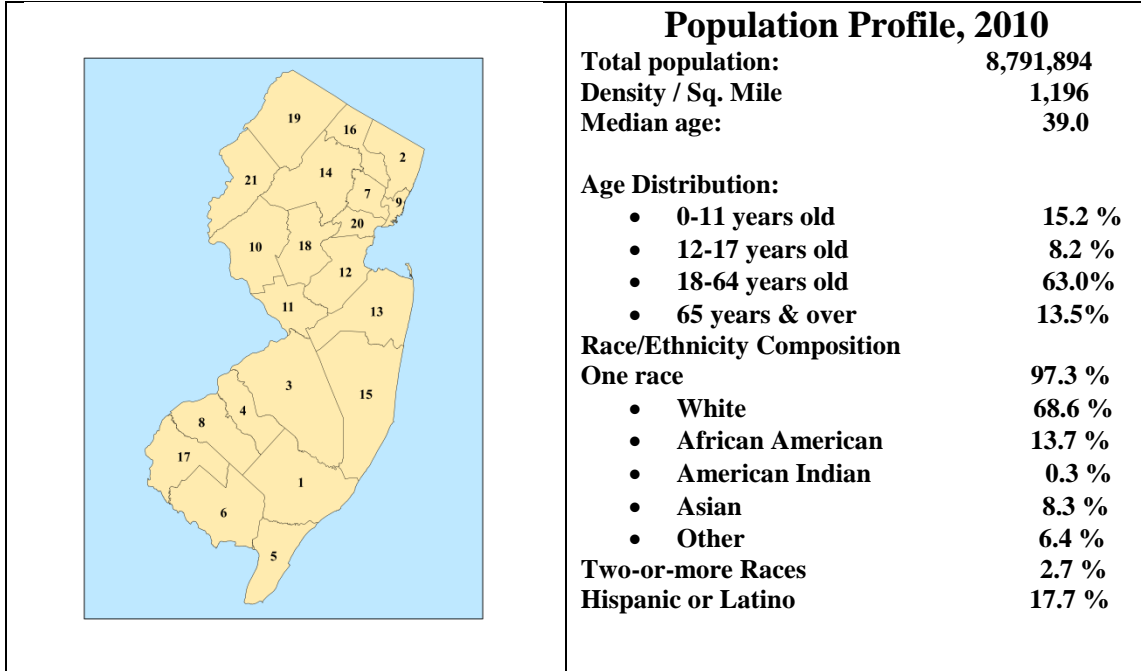 19
16
2
14
21
7
9
20
10
18
12
11
13
3
15
4
8
17
1
6
5
Population Profile, 2010
Total population: 8,791,894
Density / Sq. Mile 1,196
Median age: 39.0
Age Distribution:
• 0-11 years old 15.2 %
• 12-17 years old 8.2 %
• 18-64 years old 63.0%
• 65 years & over 13.5%
Race/Ethnicity Composition
One race 97.3 %
• White 68.6 %
• African American 13.7 %
• American Indian 0.3 %
• Asian 8.3 %
• Other 6.4 %
Two-or-more Races 2.7 %
Hispanic or Latino 17.7 %